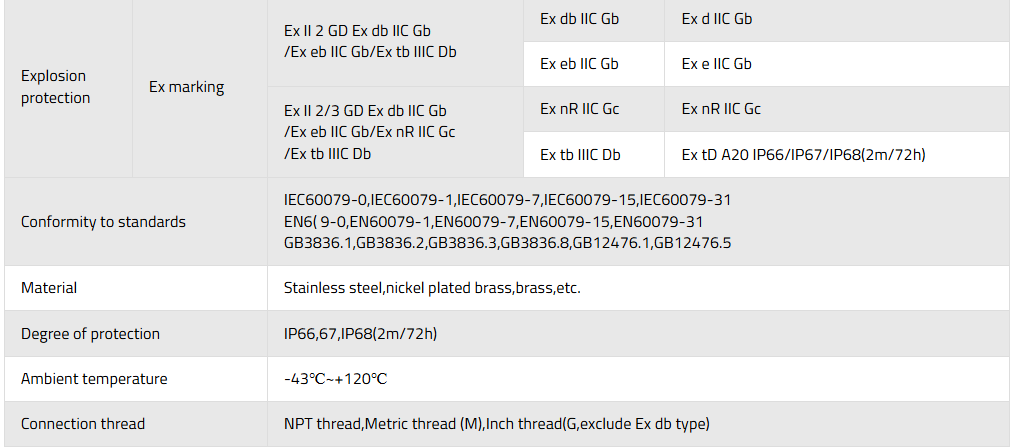 Explosion
protection
Ex marking
Ex II 2 GD Ex db IIC Gb
/Ex eb IIC Gb/Ex tb IIIC Db
Ex db IIC Gb
Ex d IIC Gb
Ex eb IIC Gb
Ex e IIC Gb
Ex II 2/3 GD Ex db IIC Gb
/Ex eb IIC Gb/Ex nR IIC Gc
/Ex tb IIIC Db
Ex nR IIC Gc
Ex nR IIC Gc
Ex tb IIIC Db
Ex tD A20 IP66/IP67/IP68(2m/72h)
Conformity to standards
IEC60079-0,IEC60079-1,IEC60079-7,IEC60079-15,IEC60079-31
EN6( 9-0,EN60079-1,EN60079-7,EN60079-15,EN60079-31
GB3836.1,GB3836.2,GB3836.3,GB3836.8,GB12476.1,GB12476.5
Material
Stainless steel,nickel plated brass,brass,etc.
Degree of protection
IP66,67,IP68(2m/72h)
Ambient temperature
-43℃~+120℃
Connection thread
NPT thread,Metric thread (M),Inch thread(G,exclude Ex db type)